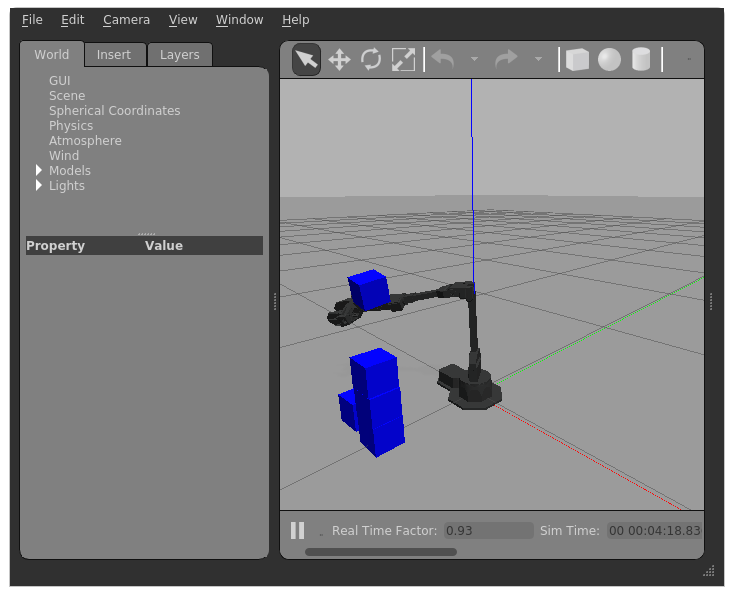 File Edit Camera View Window Help
World Insert Layers
GUI
Scene
Spherical Coordinates
Physics
Atmosphere
Wind
Models
Lights
Property Value
Real Time Factor: 0.93 Sim Time: 00 00:04:18.83